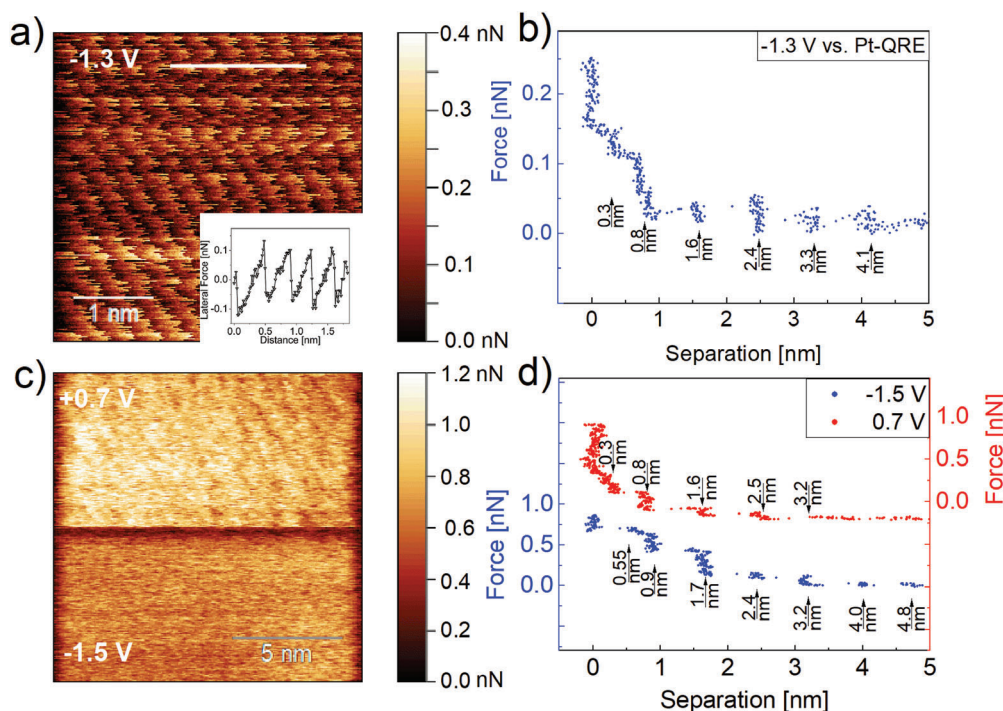 a)
-1.3 V
1 nm
0.1
0.0
-0.1
Lateral Force [nN]
0.0 0.5 1.0 1.5
Distance [nm]
0.4 nN
0.3
0.2
0.1
0.0 nN
b)
-1.3 V vs. Pt-QRE
Force [nN]
0.2
0.1
0.0
0.3 nm
0.8 nm
1.6 nm
2.4 nm
3.3 nm
4.1 nm
0 1 2 3 4 5
Separation [nm]
c)
+0.7 V
-1.5 V
5 nm
1.2 nN
1.0
0.8
0.6
0.4
0.2
0.0 nN
d)
-1.5 V
0.7 V
Force [nN]
1.0
0.5
0.0
0.3 nm
0.8 nm
1.6 nm
2.5 nm
3.2 nm
0.55 nm
0.9 nm
1.7 nm
2.4 nm
3.2 nm
4.0 nm
4.8 nm
1.0
0.5
0.0
Force [nN]
0 1 2 3 4 5
Separation [nm]